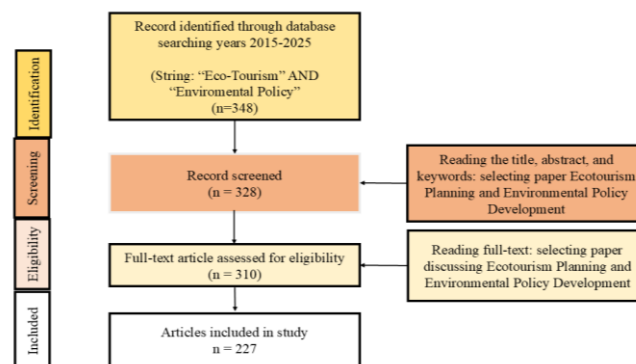 Record identified through database
searching years 2015-2025
(String: “Eco-Tourism” AND
“Enviromental Policy”
(n=348)
Identification
Record screened
(n = 328)
Reading the title, abstract, and
keywords: selecting paper Ecotourism
Planning and Environmental Policy
Development
Screening
Full-text article assessed for eligibility
(n = 310)
Reading full-text: selecting paper
discussing Ecotourism Planning and
Environmental Policy Development
Eligibility
Articles included in study
n = 227
Included